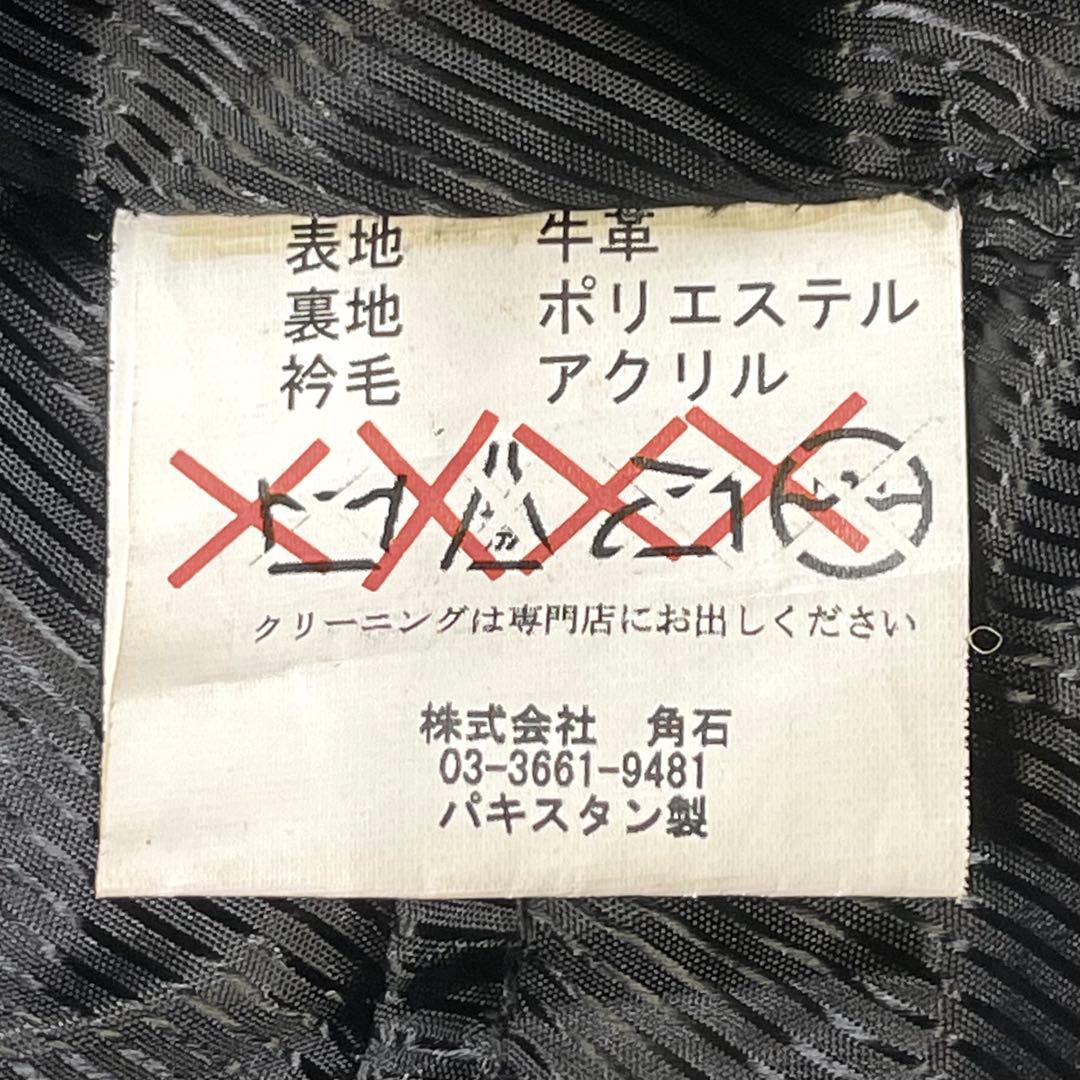 表地 牛革
裏地 ポリエステル
衿毛 アクリル
クリーニングは専門店にお出しください
株式会社 角石
03-3661-9481
パキスタン製